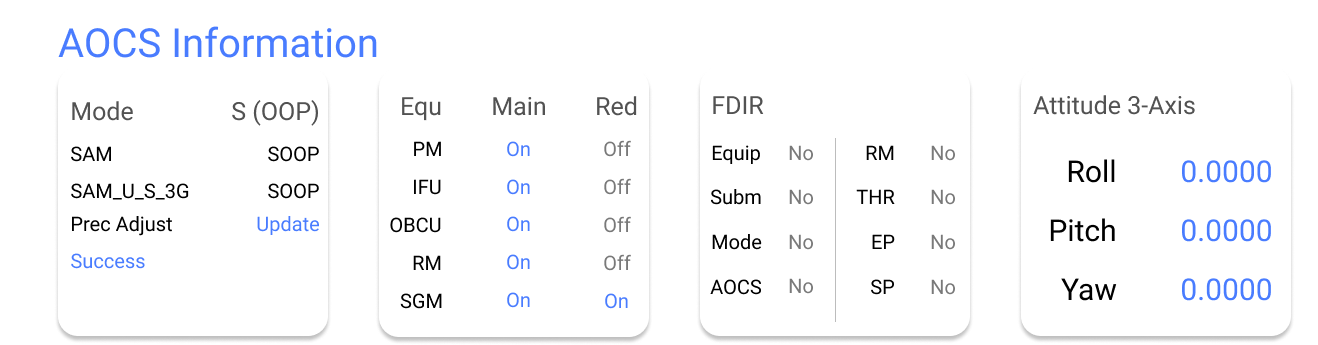 AOCS Information
Mode S (OOP)
SAM SOOP
SAM_U_S_3G SOOP
Prec Adjust Update
Success
Equ Main Red
PM On Off
IFU On Off
OBCU On Off
RM On Off
SGM On On
FDIR
Equip No RM No
Subm No THR No
Mode No EP No
AOCS No SP No
Attitude 3-Axis
Roll 0.0000
Pitch 0.0000
Yaw 0.0000